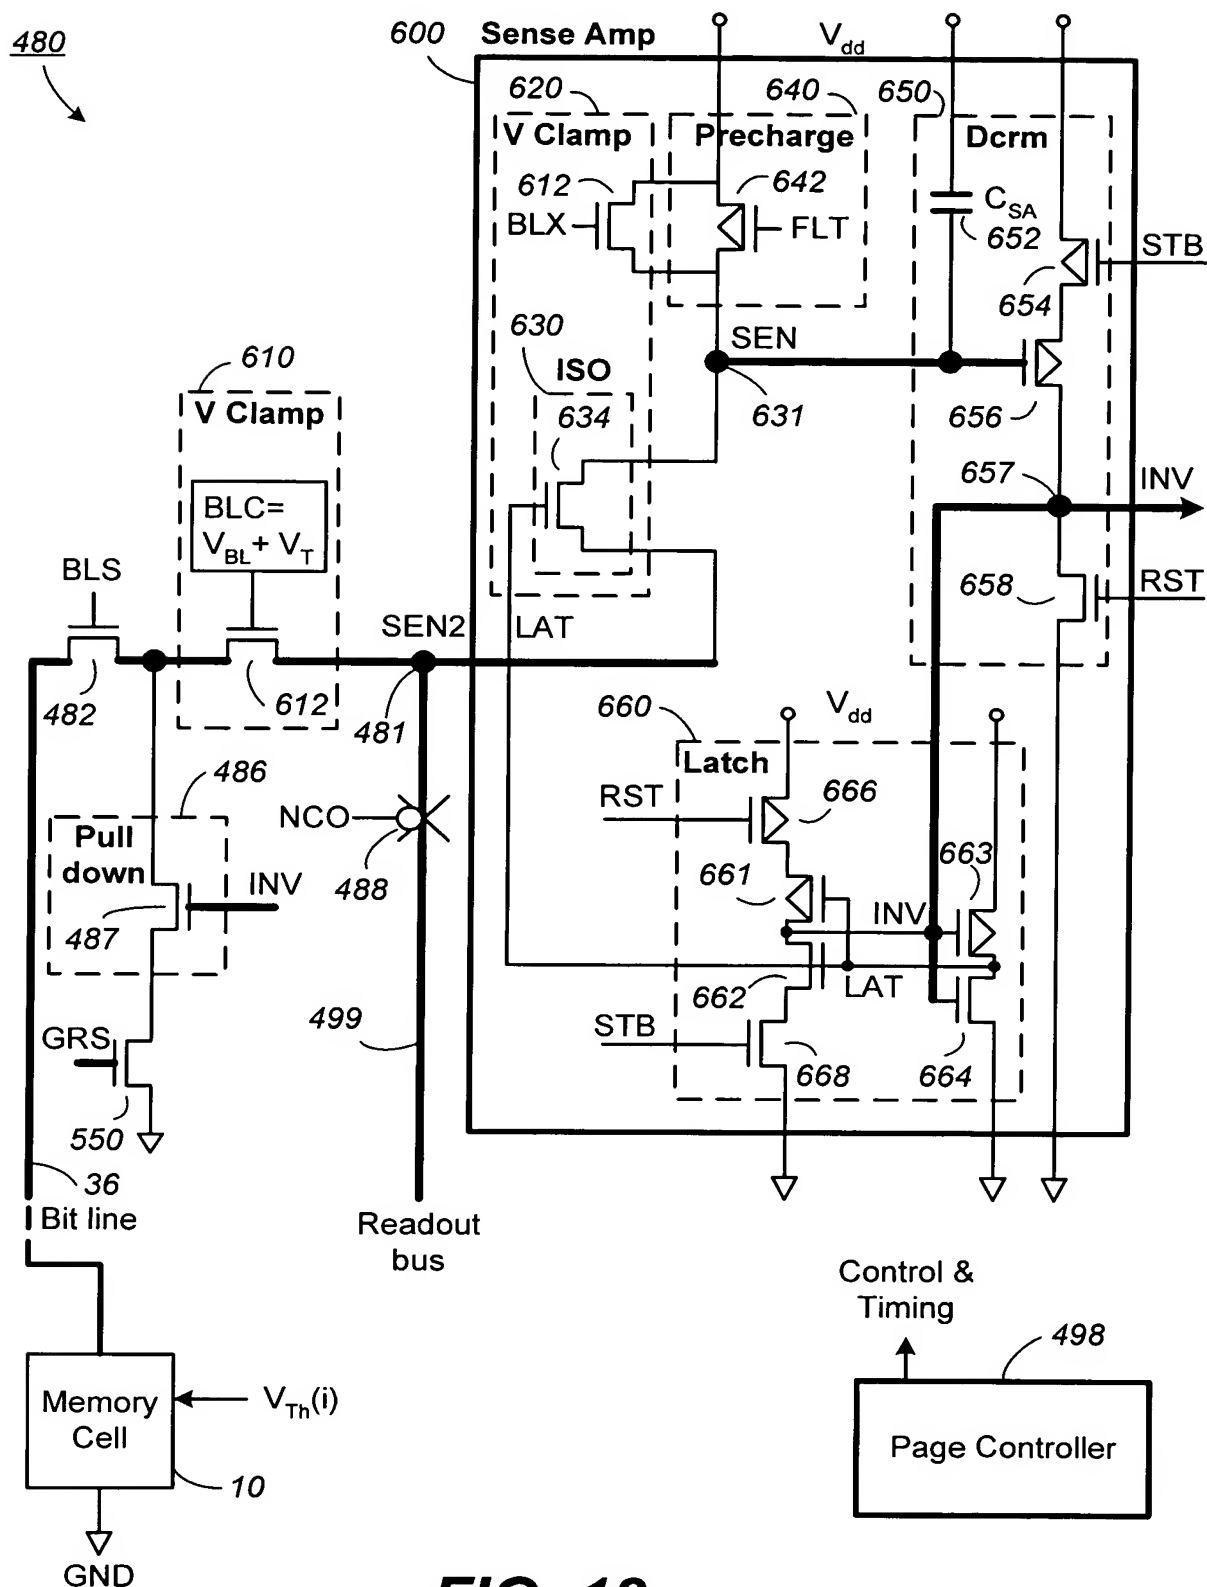 480
600
Sense Amp
Vdd
620
640
650
V Clamp
Precharge
Dcrm
612
642
CSA
652
BLX
FLT
STB
654
630
SEN
ISO
634
631
656
610
V Clamp
657
INV
BLC=
VBL + VT
BLS
658
RST
SEN2
LAT
482
612
481
660
Vdd
Latch
486
RST
666
NCO
Pull
down
663
661
INV
488
INV
487
662
LAT
499
STB
GRS
668
664
550
36
Bit line
Readout
bus
Control &
Timing
498
Memory
Cell
VTh(i)
Page Controller
10
GND